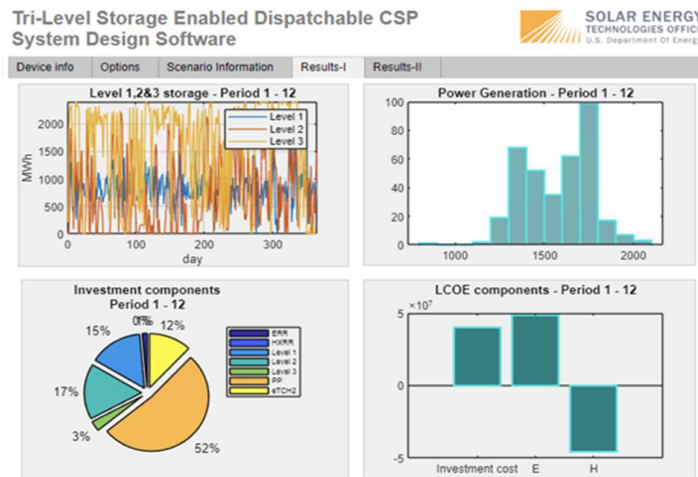 Tri-Level Storage Enabled Dispatchable CSP
System Design Software
SOLAR ENERGY
TECHNOLOGIES OFFICE
U.S. Department Of Energy
Device info
Options
Scenario Information
Results-I
Results-II
Level 1,2&3 storage - Period 1 - 12
2000
1500
1000
500
0
MWh
Level 1
Level 2
Level 3
0
100
200
300
day
Power Generation - Period 1 - 12
100
80
60
40
20
0
1000
1500
2000
Investment components
Period 1 - 12
12%
15%
17%
3%
52%
ERR
HXRR
Level 1
Level 2
Level 3
PP
eTCH2
LCOE components - Period 1 - 12
×10⁷
5
0
-5
Investment cost
E
H